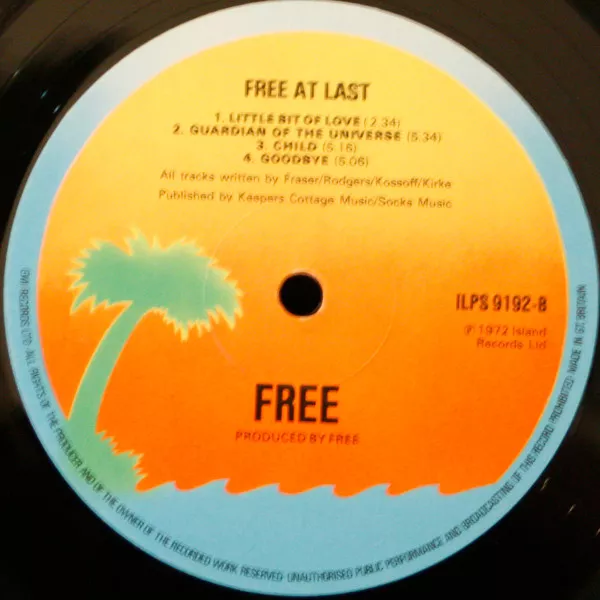 FREE AT LAST
1. LITTLE BIT OF LOVE (2.34)
2. GUARDIAN OF THE UNIVERSE (5.34)
3. CHILD (5.16)
4. GOODBYE (5.06)
All tracks written by Fraser/Rodgers/Kossoff/Kirke
Published by Keepers Cottage Music/Socks Music
ILPS 9192-B
℗ 1972 Island
Records Ltd
FREE
PRODUCED BY FREE
RECORDS LTD · ALL RIGHTS OF THE PRODUCER AND OF THE OWNER OF THE RECORDED WORK RESERVED · UNAUTHORISED PUBLIC PERFORMANCE AND BROADCASTING OF THIS RECORD PROHIBITED MADE IN